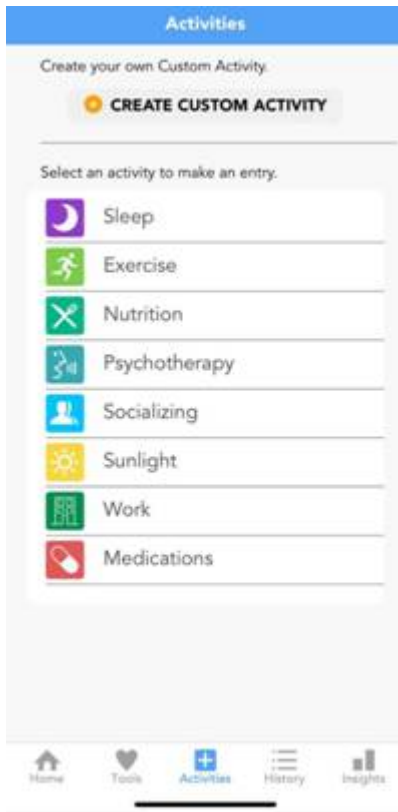 Activities
Create your own Custom Activity.
CREATE CUSTOM ACTIVITY
Select an activity to make an entry.
Sleep
Exercise
Nutrition
Psychotherapy
Socializing
Sunlight
Work
Medications
Home Tools Activities History Insights